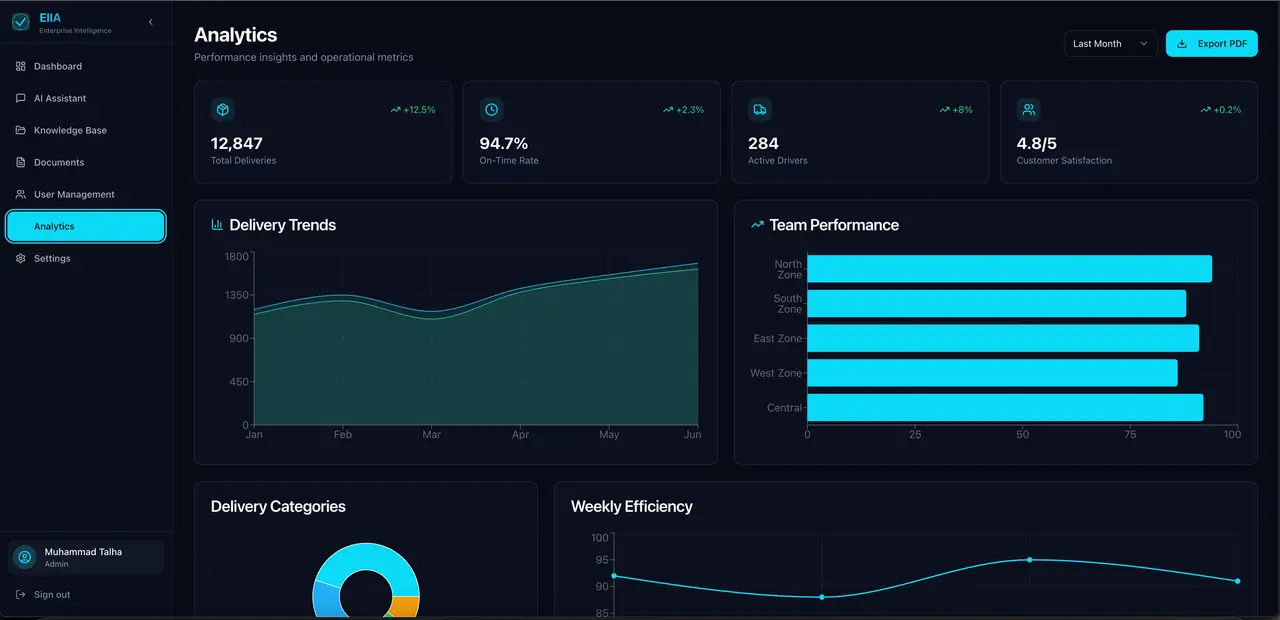 EIIA
Enterprise Intelligence
Dashboard
AI Assistant
Knowledge Base
Documents
User Management
Analytics
Settings
Muhammad Talha
Admin
Sign out
Analytics
Performance insights and operational metrics
Last Month
Export PDF
+12.5%
12,847
Total Deliveries
+2.3%
94.7%
On-Time Rate
+8%
284
Active Drivers
+0.2%
4.8/5
Customer Satisfaction
Delivery Trends
1800
1350
900
450
0
Jan Feb Mar Apr May Jun
Team Performance
North
Zone
South
Zone
East Zone
West Zone
Central
0 25 50 75 100
Delivery Categories
Weekly Efficiency
100
95
90
85